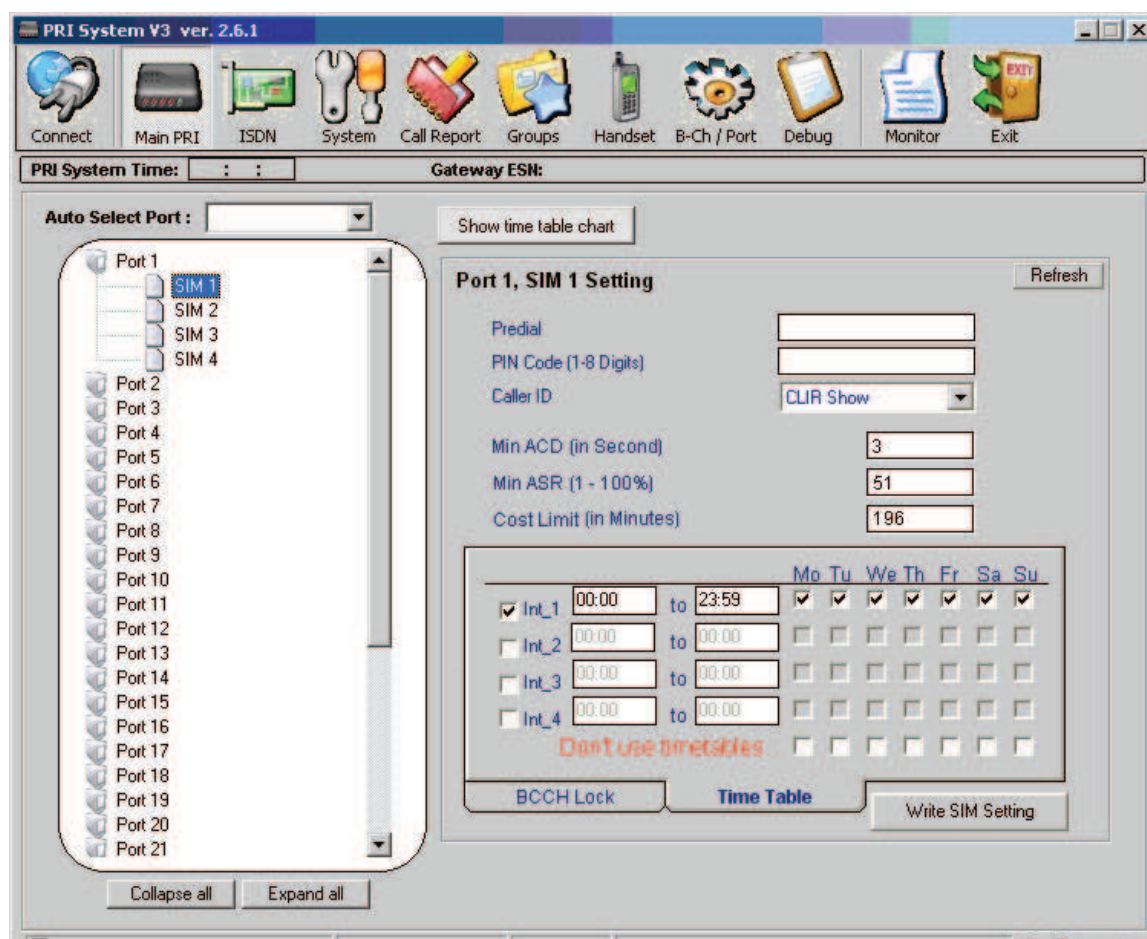 PRI System V3 ver. 2.6.1
Connect Main PRI ISDN System Call Report Groups Handset B-Ch / Port Debug Monitor EXIT Exit
PRI System Time: : : Gateway ESN:
Auto Select Port :
Show time table chart
Port 1
SIM 1
SIM 2
SIM 3
SIM 4
Port 2
Port 3
Port 4
Port 5
Port 6
Port 7
Port 8
Port 9
Port 10
Port 11
Port 12
Port 13
Port 14
Port 15
Port 16
Port 17
Port 18
Port 19
Port 20
Port 21
Collapse all Expand all
Port 1, SIM 1 Setting Refresh
Predial
PIN Code (1-8 Digits)
Caller ID CLIR Show
Min ACD (in Second) 3
Min ASR (1 - 100%) 51
Cost Limit (in Minutes) 196
Mo Tu We Th Fr Sa Su
Int_1 00:00 to 23:59
Int_2 00:00 to 00:00
Int_3 00:00 to 00:00
Int_4 00:00 to 00:00
Don't use timetables
BCCH Lock Time Table
Write SIM Setting